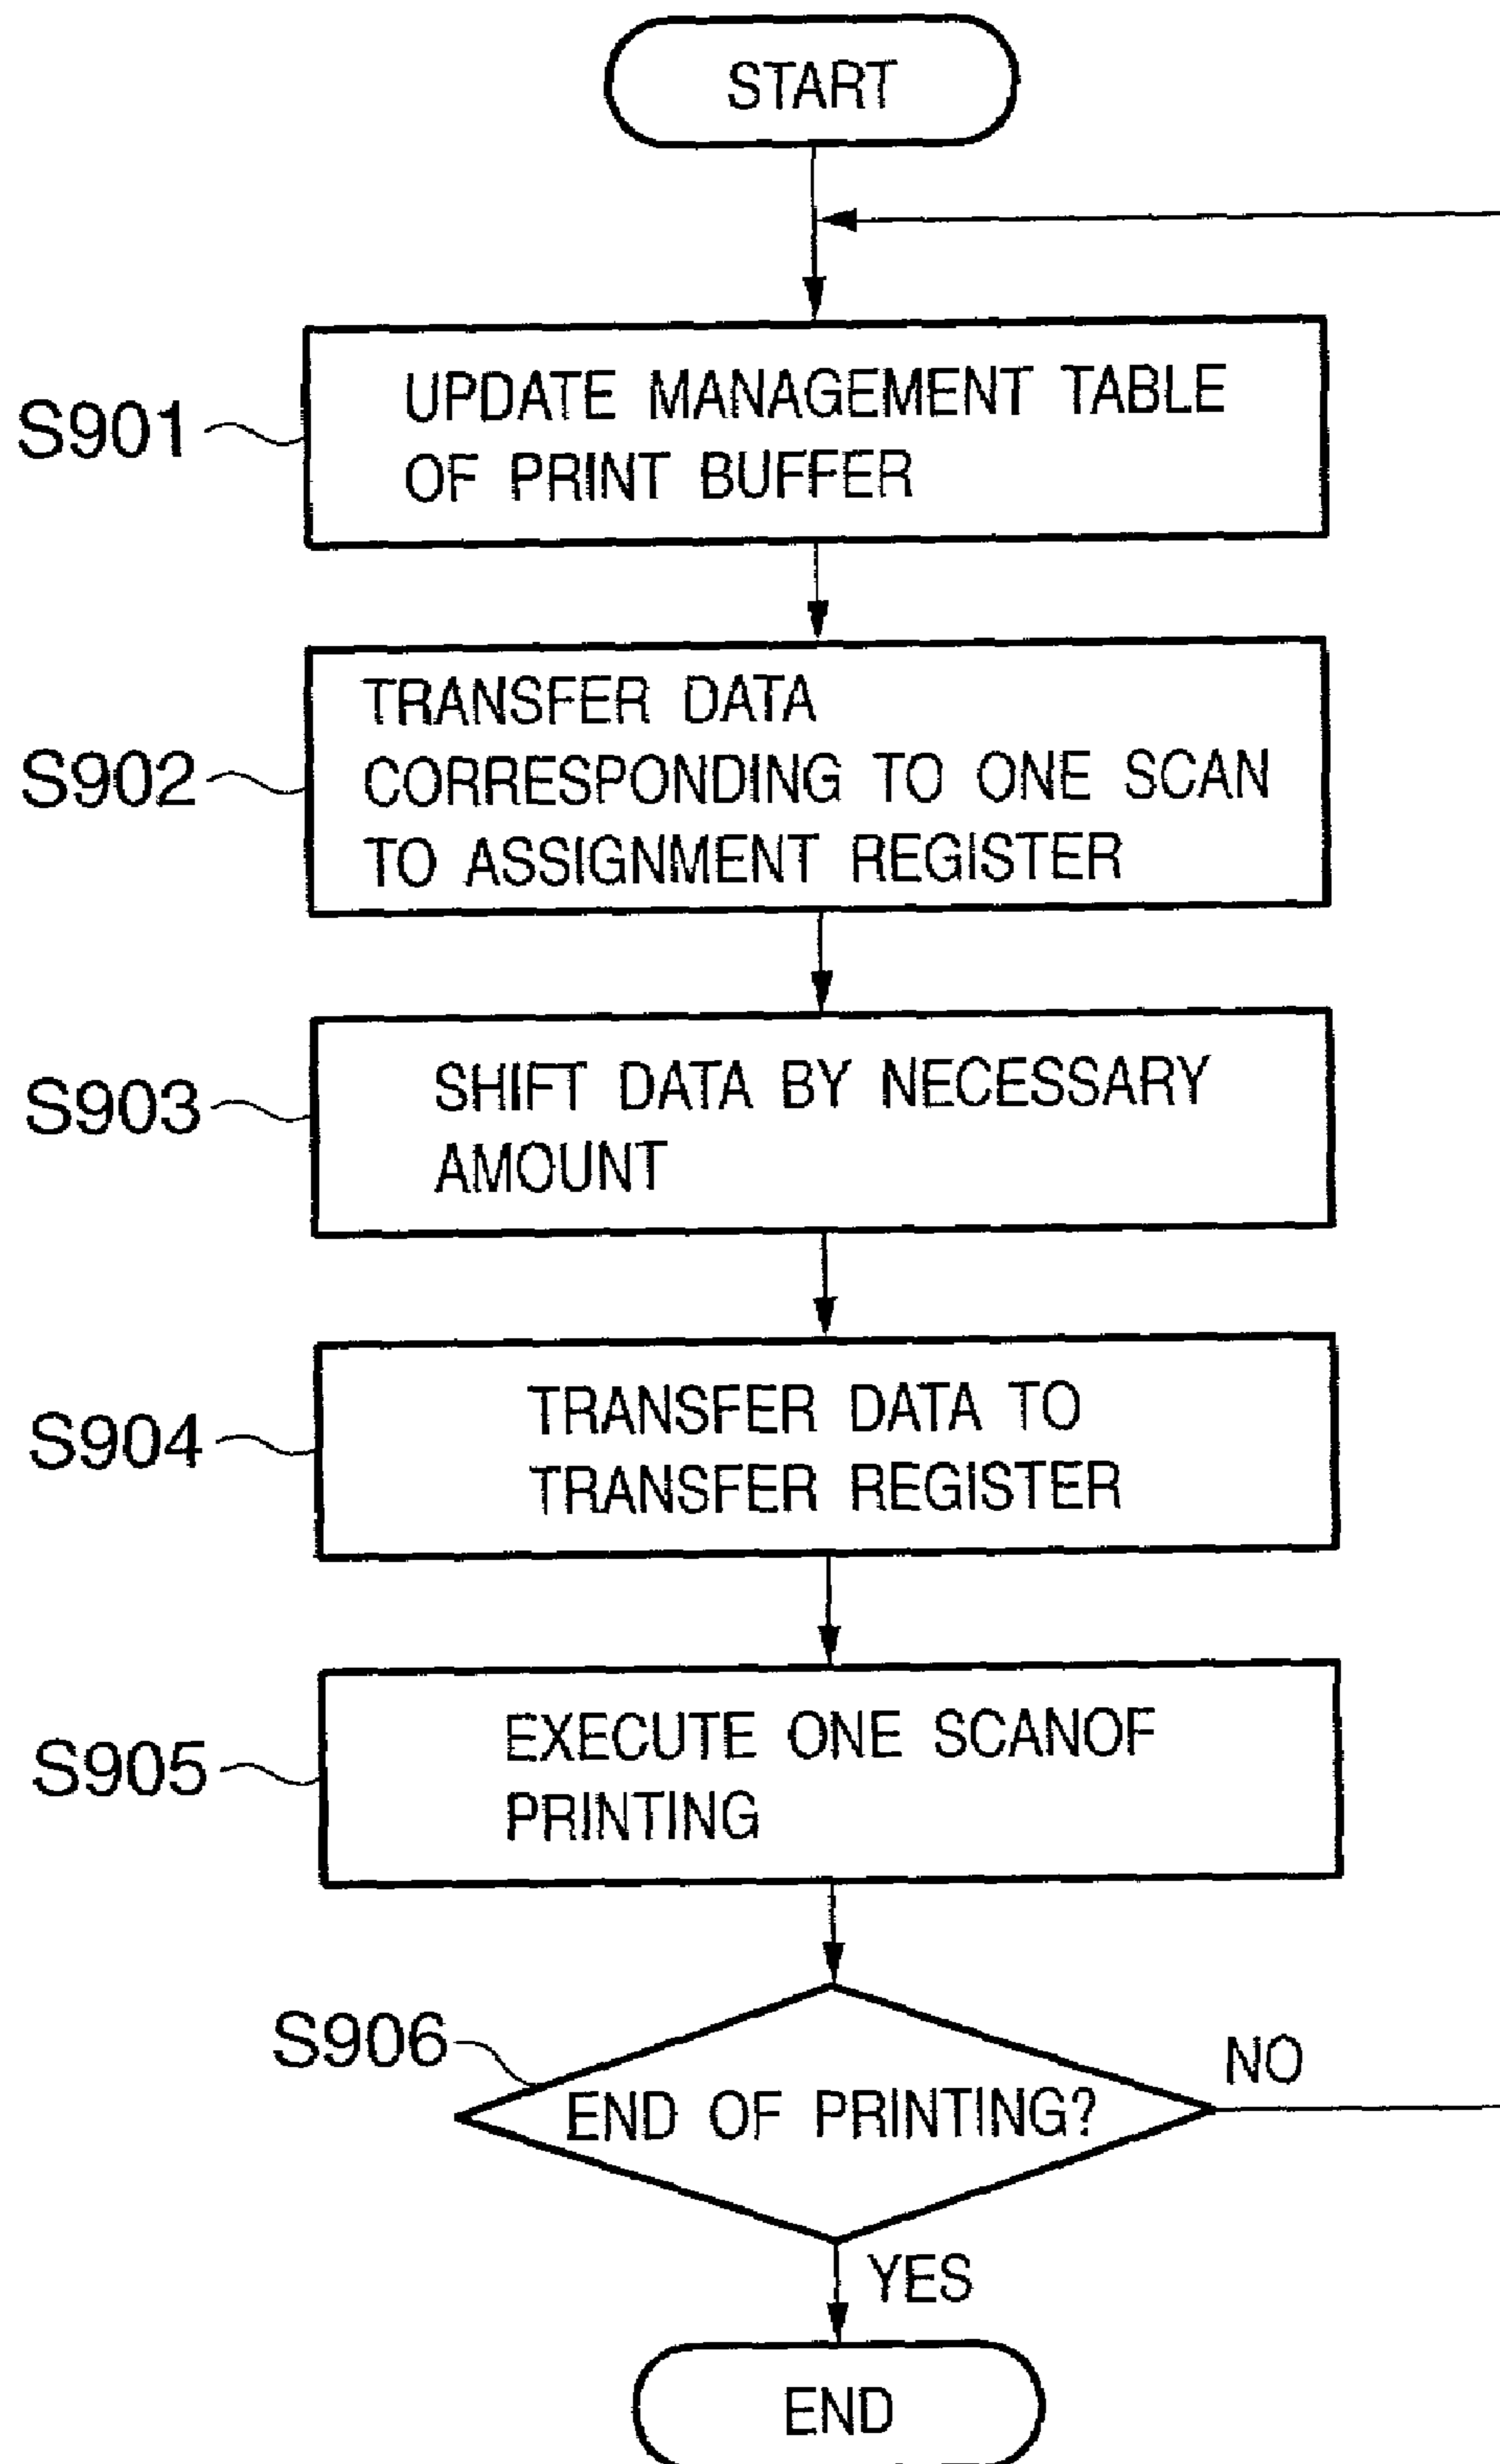 START
S901
UPDATE MANAGEMENT TABLE
OF PRINT BUFFER
S902
TRANSFER DATA
CORRESPONDING TO ONE SCAN
TO ASSIGNMENT REGISTER
S903
SHIFT DATA BY NECESSARY
AMOUNT
S904
TRANSFER DATA TO
TRANSFER REGISTER
S905
EXECUTE ONE SCANOF
PRINTING
S906
END OF PRINTING?
NO
YES
END